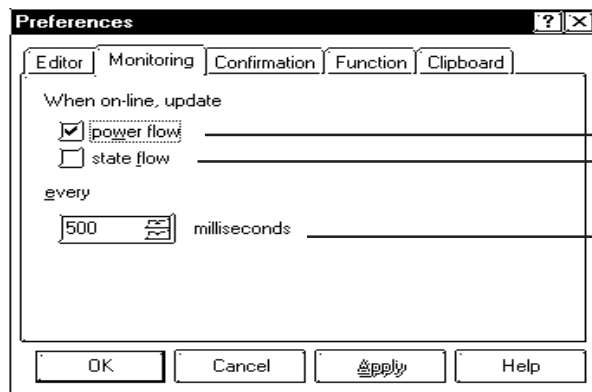 Preferences
Editor Monitoring Confirmation Function Clipboard
When on-line, update
power flow
state flow
every
500 milliseconds
OK Cancel Apply Help